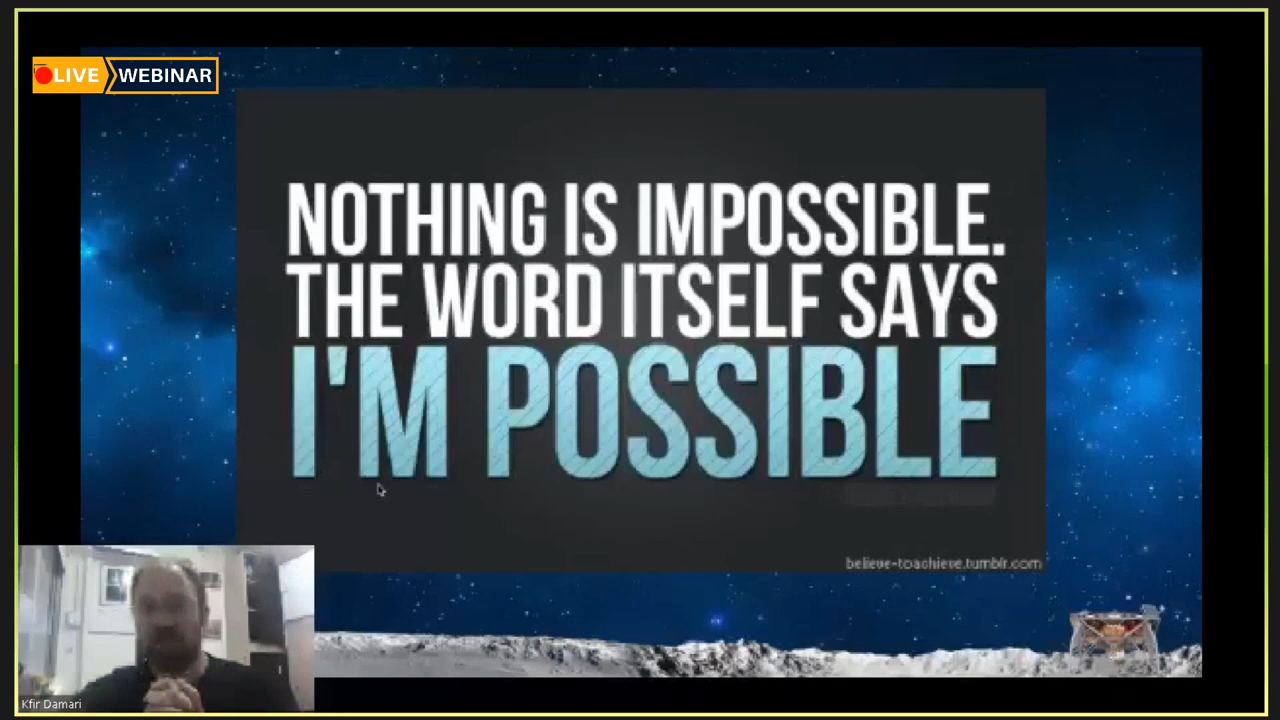 LIVE WEBINAR
NOTHING IS IMPOSSIBLE.
THE WORD ITSELF SAYS
I'M POSSIBLE
believe-toachieve.tumblr.com
Kfir Damari